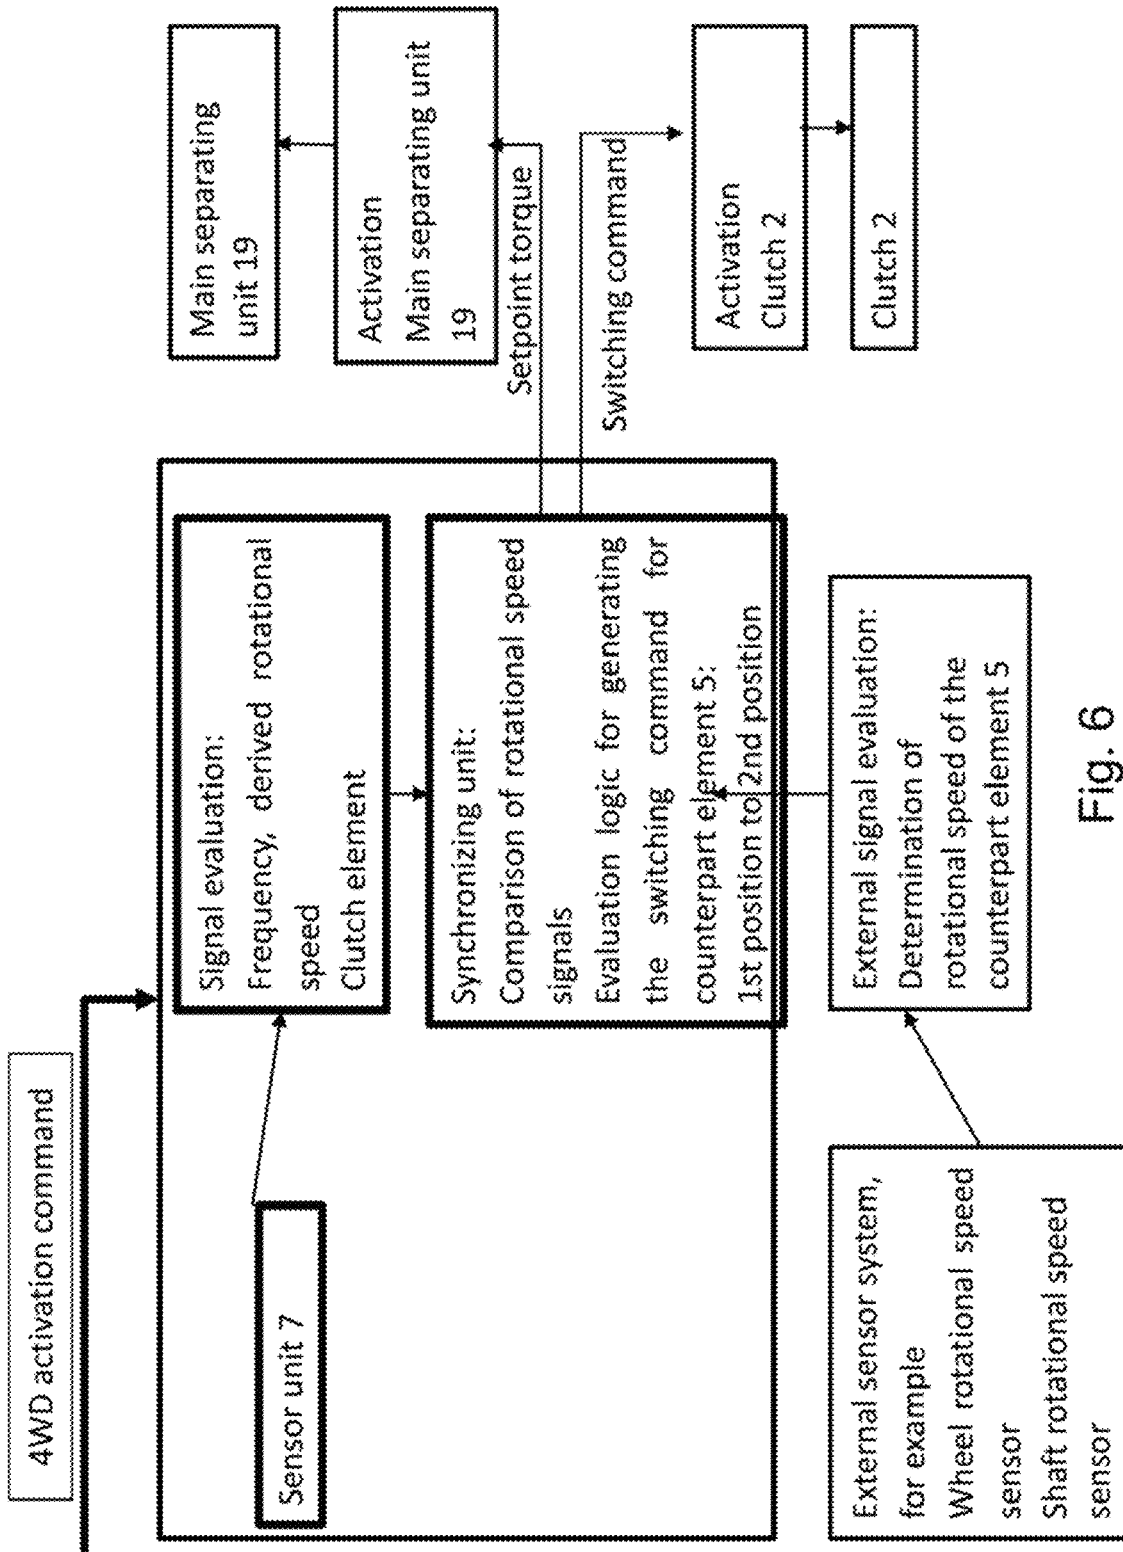 4WD activation command
Sensor unit 7
Signal evaluation:
Frequency, derived rotational
speed
Clutch element
Synchronizing unit:
Comparison of rotational speed
signals
Evaluation logic for generating
the switching command for
counterpart element 5:
1st position to 2nd position
External sensor system,
for example
Wheel rotational speed
sensor
Shaft rotational speed
sensor
External signal evaluation:
Determination of
rotational speed of the
counterpart element 5
Setpoint torque
Switching command
Main separating
unit 19
Activation
Main separating unit
19
Activation
Clutch 2
Clutch 2
Fig. 6